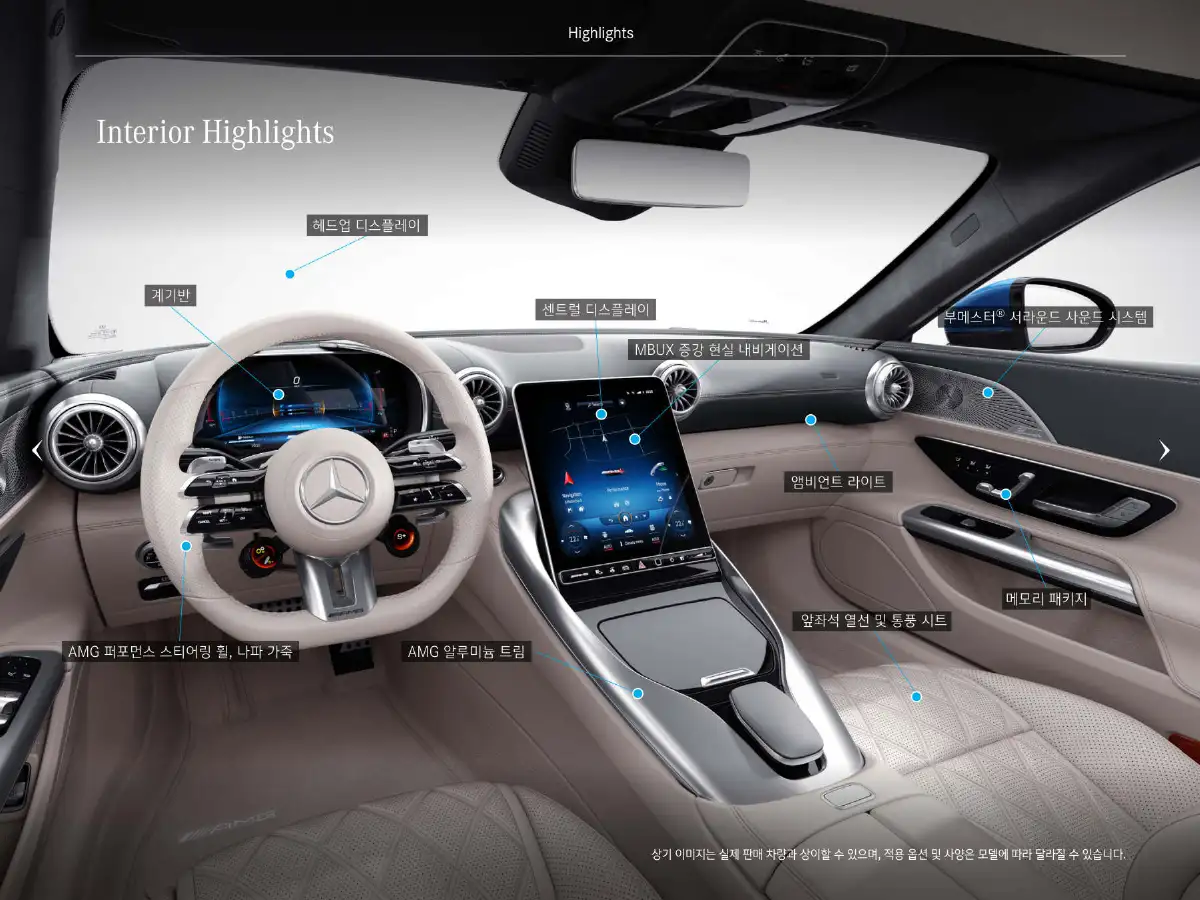 Highlights
Interior Highlights
헤드업 디스플레이
계기반
센트럴 디스플레이
부메스터® 서라운드 사운드 시스템
MBUX 증강 현실 내비게이션
앰비언트 라이트
메모리 패키지
앞좌석 열선 및 통풍 시트
AMG 퍼포먼스 스티어링 휠, 나파 가죽
AMG 알루미늄 트림
AMG
상기 이미지는 실제 판매 차량과 상이할 수 있으며, 적용 옵션 및 사양은 모델에 따라 달라질 수 있습니다.